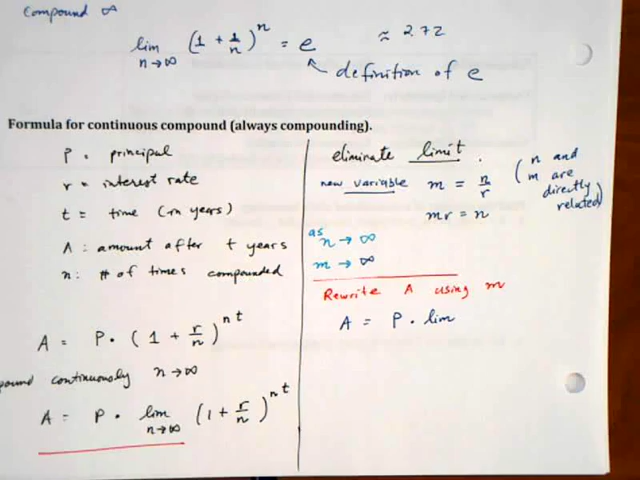 Compound ∞
lim (1 + 1/n)^n = e ≈ 2.72
n→∞
definition of e
Formula for continuous compound (always compounding).
P = principal
r = interest rate
t = time (in years)
A : amount after t years
n : # of times compounded
A = P · (1 + r/n)^nt
compound continuously n→∞
A = P · lim (1 + r/n)^nt
n→∞
eliminate limit.
new variable m = n/r (n and m are directly related)
mr = n
as
n → ∞
m → ∞
Rewrite A using m
A = P · lim